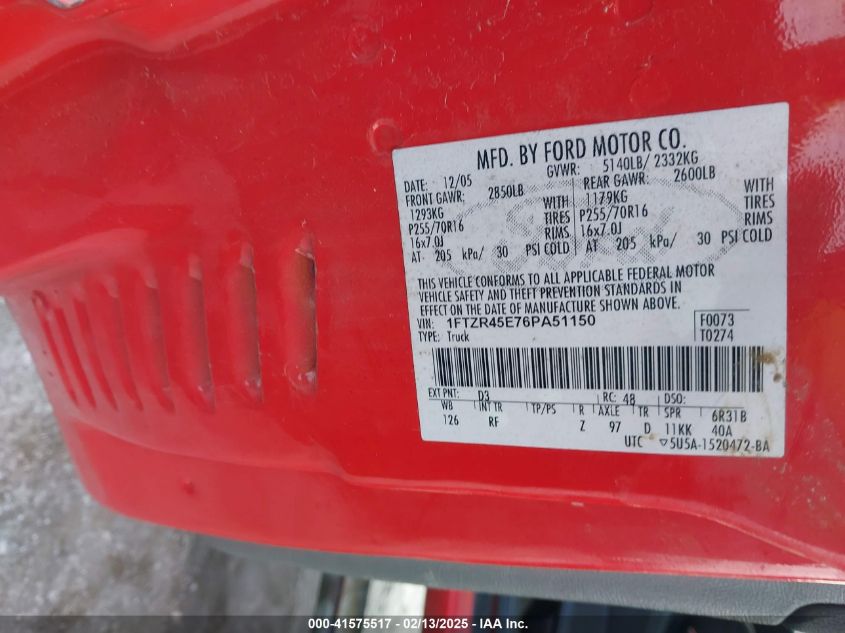 MFD. BY FORD MOTOR CO.
DATE: 12/05 GVWR: 5140LB/ 2332KG
FRONT GAWR: 2850LB REAR GAWR: 2600LB
1293KG WITH 1179KG WITH
P255/70R16 TIRES P255/70R16 TIRES
16x7.0J RIMS 16x7.0J RIMS
AT 205 kPa/ 30 PSI COLD AT 205 kPa/ 30 PSI COLD
THIS VEHICLE CONFORMS TO ALL APPLICABLE FEDERAL MOTOR
VEHICLE SAFETY AND THEFT PREVENTION STANDARDS IN
EFFECT ON THE DATE OF MANUFACTURE SHOWN ABOVE.
VIN: 1FTZR45E76PA51150 F0073
TYPE: Truck T0274
EXT PNT: D3 RC: 48 DSO:
WB INT TR TP/PS R AXLE TR SPR 6R31B
126 RF Z 97 D 11KK 40A
UTC ▽5U5A-1520472-BA
000-41575517 - 02/13/2025 - IAA Inc.